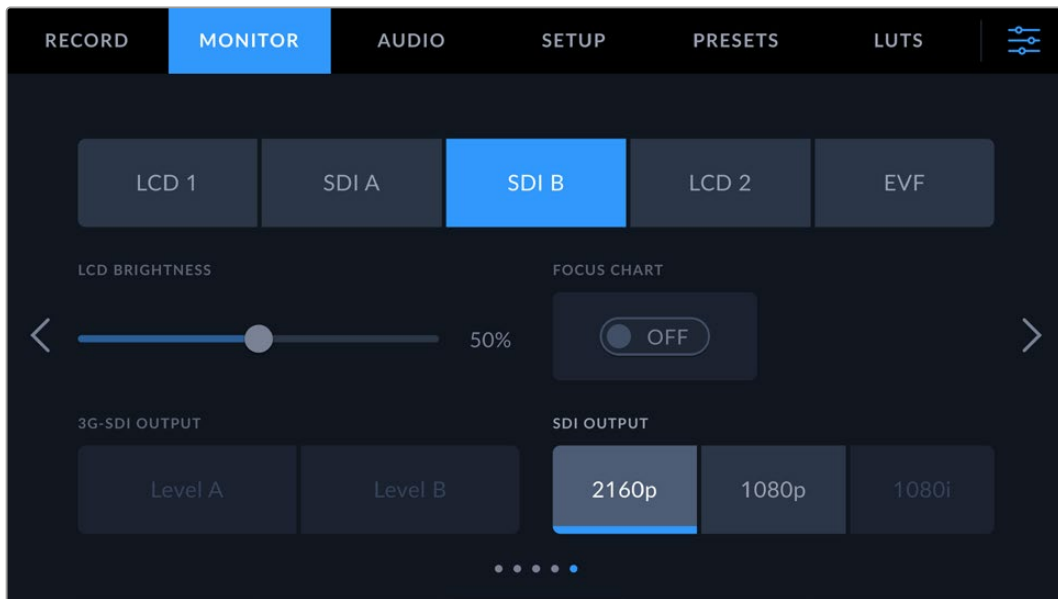 RECORD MONITOR AUDIO SETUP PRESETS LUTS
LCD 1 SDI A SDI B LCD 2 EVF
LCD BRIGHTNESS FOCUS CHART
50% OFF
3G-SDI OUTPUT SDI OUTPUT
Level A Level B 2160p 1080p 1080i